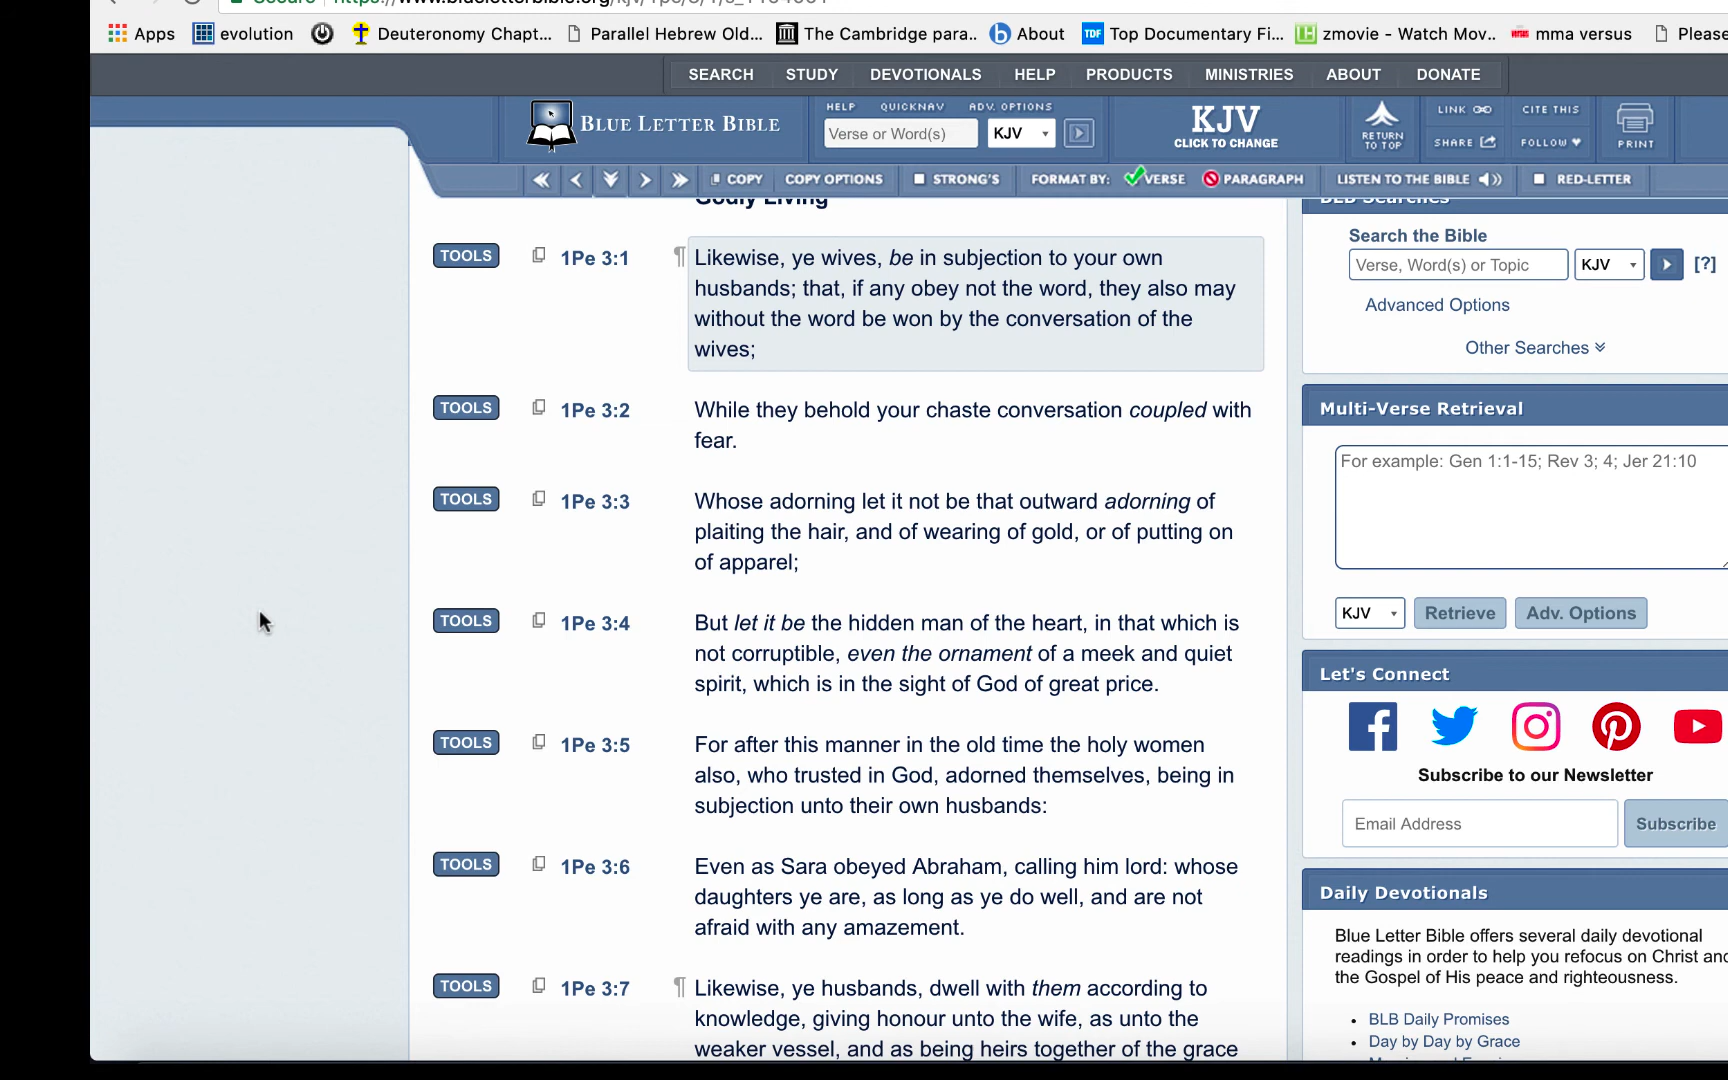 Apps evolution Deuteronomy Chapt... Parallel Hebrew Old... The Cambridge para.. About TDF Top Documentary Fi... zmovie - Watch Mov.. mma versus Please
SEARCH STUDY DEVOTIONALS HELP PRODUCTS MINISTRIES ABOUT DONATE
BLUE LETTER BIBLE
HELP QUICKNAV ADV. OPTIONS
Verse or Word(s) KJV
KJV
CLICK TO CHANGE
RETURN
TO TOP
LINK CITE THIS
SHARE FOLLOW
PRINT
COPY COPY OPTIONS STRONG'S FORMAT BY: VERSE PARAGRAPH LISTEN TO THE BIBLE RED-LETTER
Godly Living
TOOLS 1Pe 3:1 ¶ Likewise, ye wives, be in subjection to your own
husbands; that, if any obey not the word, they also may
without the word be won by the conversation of the
wives;
TOOLS 1Pe 3:2 While they behold your chaste conversation coupled with
fear.
TOOLS 1Pe 3:3 Whose adorning let it not be that outward adorning of
plaiting the hair, and of wearing of gold, or of putting on
of apparel;
TOOLS 1Pe 3:4 But let it be the hidden man of the heart, in that which is
not corruptible, even the ornament of a meek and quiet
spirit, which is in the sight of God of great price.
TOOLS 1Pe 3:5 For after this manner in the old time the holy women
also, who trusted in God, adorned themselves, being in
subjection unto their own husbands:
TOOLS 1Pe 3:6 Even as Sara obeyed Abraham, calling him lord: whose
daughters ye are, as long as ye do well, and are not
afraid with any amazement.
TOOLS 1Pe 3:7 ¶ Likewise, ye husbands, dwell with them according to
knowledge, giving honour unto the wife, as unto the
weaker vessel, and as being heirs together of the grace
BLB Searches
Search the Bible
Verse, Word(s) or Topic KJV [?]
Advanced Options
Other Searches
Multi-Verse Retrieval
For example: Gen 1:1-15; Rev 3; 4; Jer 21:10
KJV Retrieve Adv. Options
Let's Connect
Subscribe to our Newsletter
Email Address Subscribe
Daily Devotionals
Blue Letter Bible offers several daily devotional
readings in order to help you refocus on Christ and
the Gospel of His peace and righteousness.
• BLB Daily Promises
• Day by Day by Grace